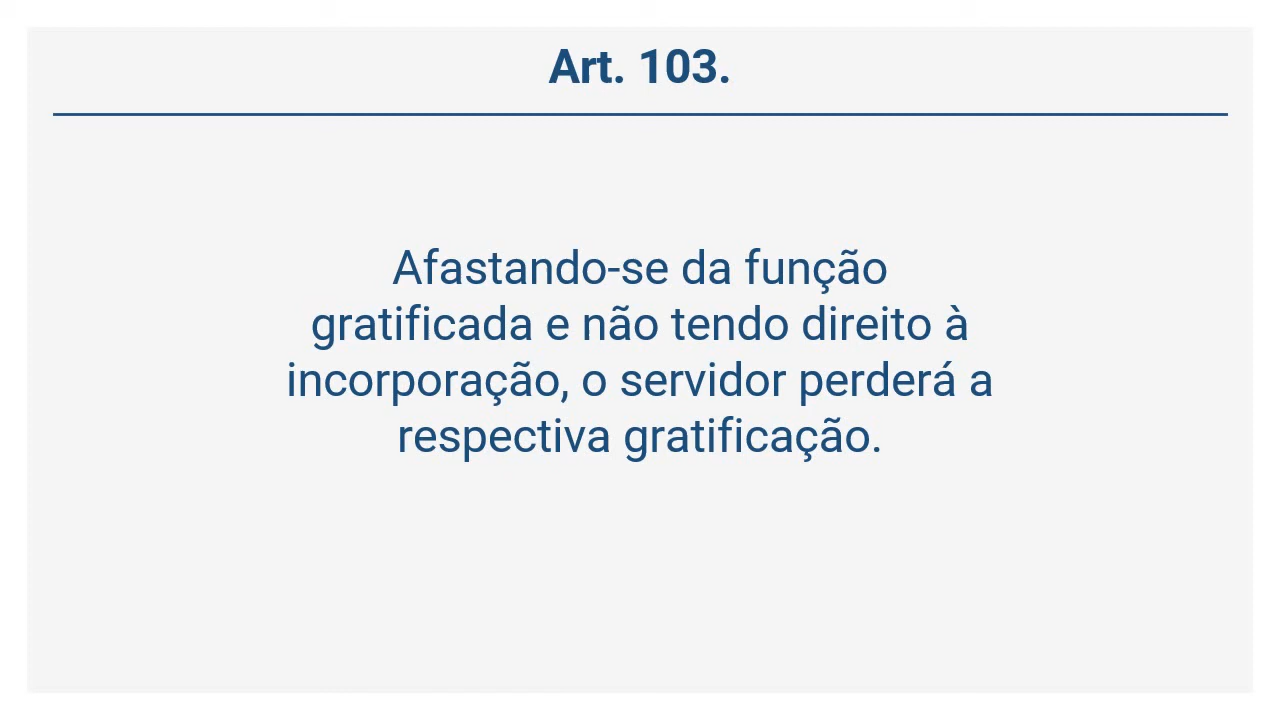 Art. 103.
Afastando-se da função
gratificada e não tendo direito à
incorporação, o servidor perderá a
respectiva gratificação.